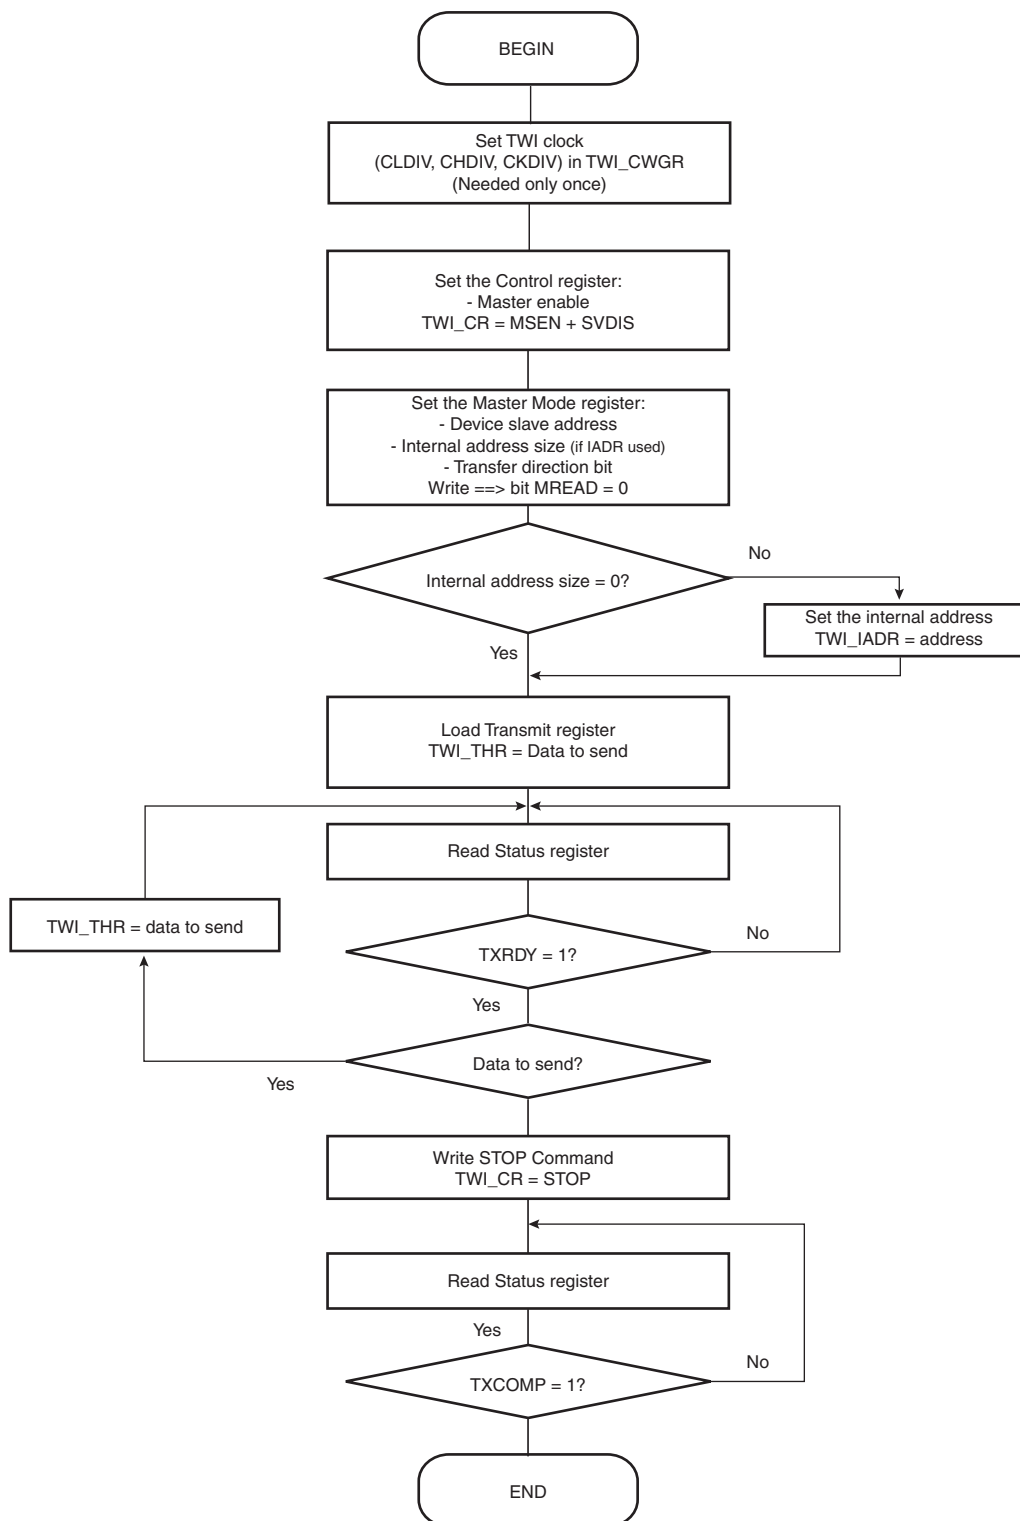 BEGIN
Set TWI clock
(CLDIV, CHDIV, CKDIV) in TWI_CWGR
(Needed only once)
Set the Control register:
- Master enable
TWI_CR = MSEN + SVDIS
Set the Master Mode register:
- Device slave address
- Internal address size (if IADR used)
- Transfer direction bit
Write ==> bit MREAD = 0
No
Internal address size = 0?
Set the internal address
TWI_IADR = address
Yes
Load Transmit register
TWI_THR = Data to send
Read Status register
TWI_THR = data to send
No
TXRDY = 1?
Yes
Data to send?
Yes
Write STOP Command
TWI_CR = STOP
Read Status register
Yes
No
TXCOMP = 1?
END